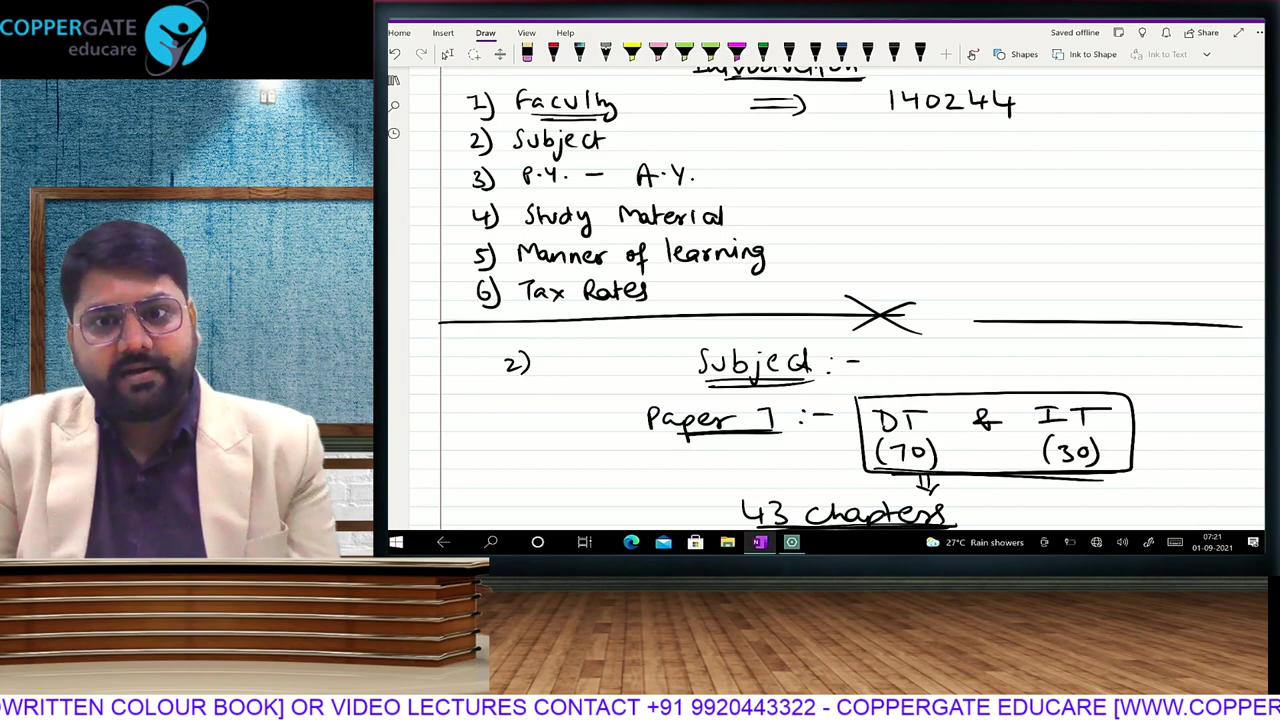 COPPERGATE
educare
Home Insert Draw View Help
Saved offline
Share
Shapes
Ink to Shape
Ink to Text
Introduction
1) Faculty ⇒ 140244
2) Subject
3) P.Y. - A.Y.
4) Study Material
5) Manner of learning
6) Tax Rates
2) Subject :-
Paper 7 :- DT & IT
(70) (30)
43 chapters
27°C Rain showers
07:21
01-09-2021
DWRITTEN COLOUR BOOK] OR VIDEO LECTURES CONTACT +91 9920443322 - COPPERGATE EDUCARE [WWW.COPPERG